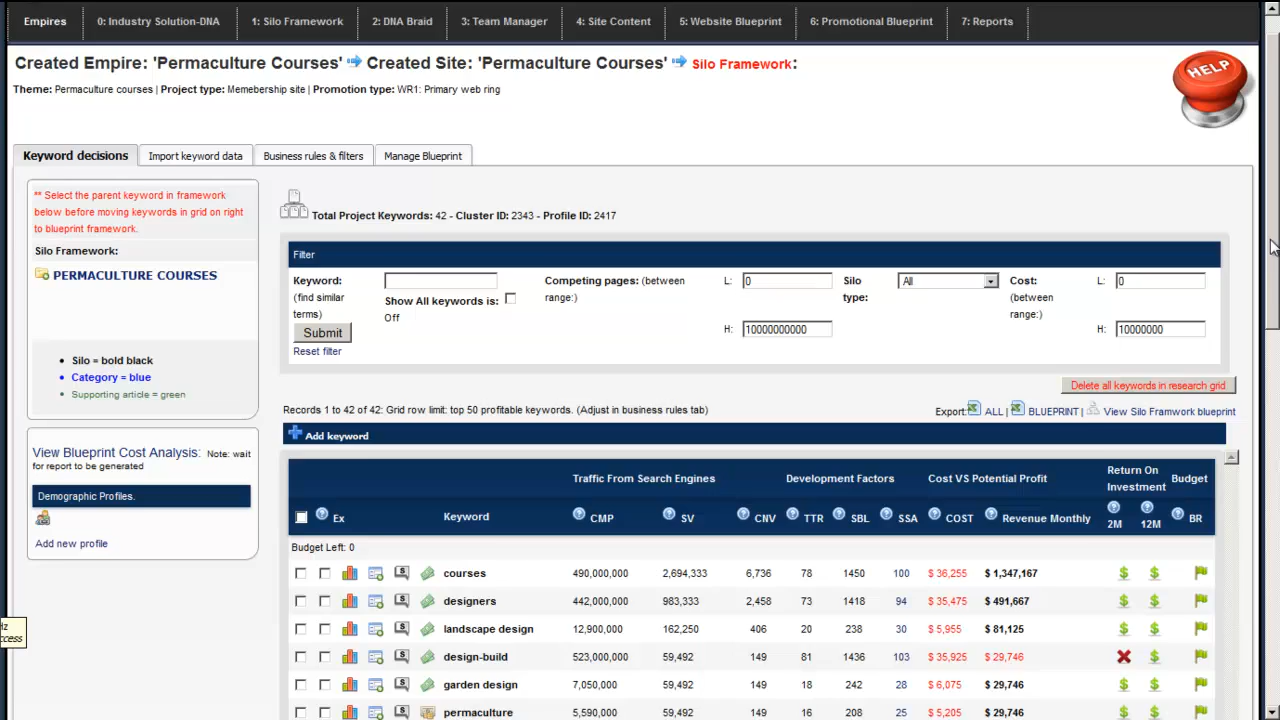 Empires 0: Industry Solution-DNA 1: Silo Framework 2: DNA Braid 3: Team Manager 4: Site Content 5: Website Blueprint 6: Promotional Blueprint 7: Reports
Created Empire: 'Permaculture Courses' Created Site: 'Permaculture Courses' Silo Framework:
HELP
Theme: Permaculture courses | Project type: Memebership site | Promotion type: WR1: Primary web ring
Keyword decisions Import keyword data Business rules & filters Manage Blueprint
** Select the parent keyword in framework
below before moving keywords in grid on right
to blueprint framework.
Silo Framework:
PERMACULTURE COURSES
Silo = bold black
Category = blue
Supporting article = green
View Blueprint Cost Analysis: Note: wait
for report to be generated
Demographic Profiles.
Add new profile
Hz
ccess
Total Project Keywords: 42 - Cluster ID: 2343 - Profile ID: 2417
Filter
Keyword: Competing pages: (between L: 0 Silo All Cost: L: 0
(find similar Show All keywords is: range:) type: (between
terms) Off range:)
Submit H: 10000000000 H: 10000000
Reset filter
Delete all keywords in research grid
Records 1 to 42 of 42: Grid row limit: top 50 profitable keywords. (Adjust in business rules tab) Export: ALL | BLUEPRINT | View Silo Framwork blueprint
Add keyword
Traffic From Search Engines Development Factors Cost VS Potential Profit Return On Investment Budget
Ex Keyword CMP SV CNV TTR SBL SSA COST Revenue Monthly 2M 12M BR
Budget Left: 0
courses 490,000,000 2,694,333 6,736 78 1450 100 $ 36,255 $ 1,347,167 $ $
designers 442,000,000 983,333 2,458 73 1418 94 $ 35,475 $ 491,667 $ $
landscape design 12,900,000 162,250 406 20 238 30 $ 5,955 $ 81,125 $ $
design-build 523,000,000 59,492 149 81 1436 103 $ 35,925 $ 29,746 $
garden design 7,050,000 59,492 149 18 242 28 $ 6,075 $ 29,746 $ $
permaculture 5,590,000 59,492 149 16 208 25 $ 5,205 $ 29,746 $ $